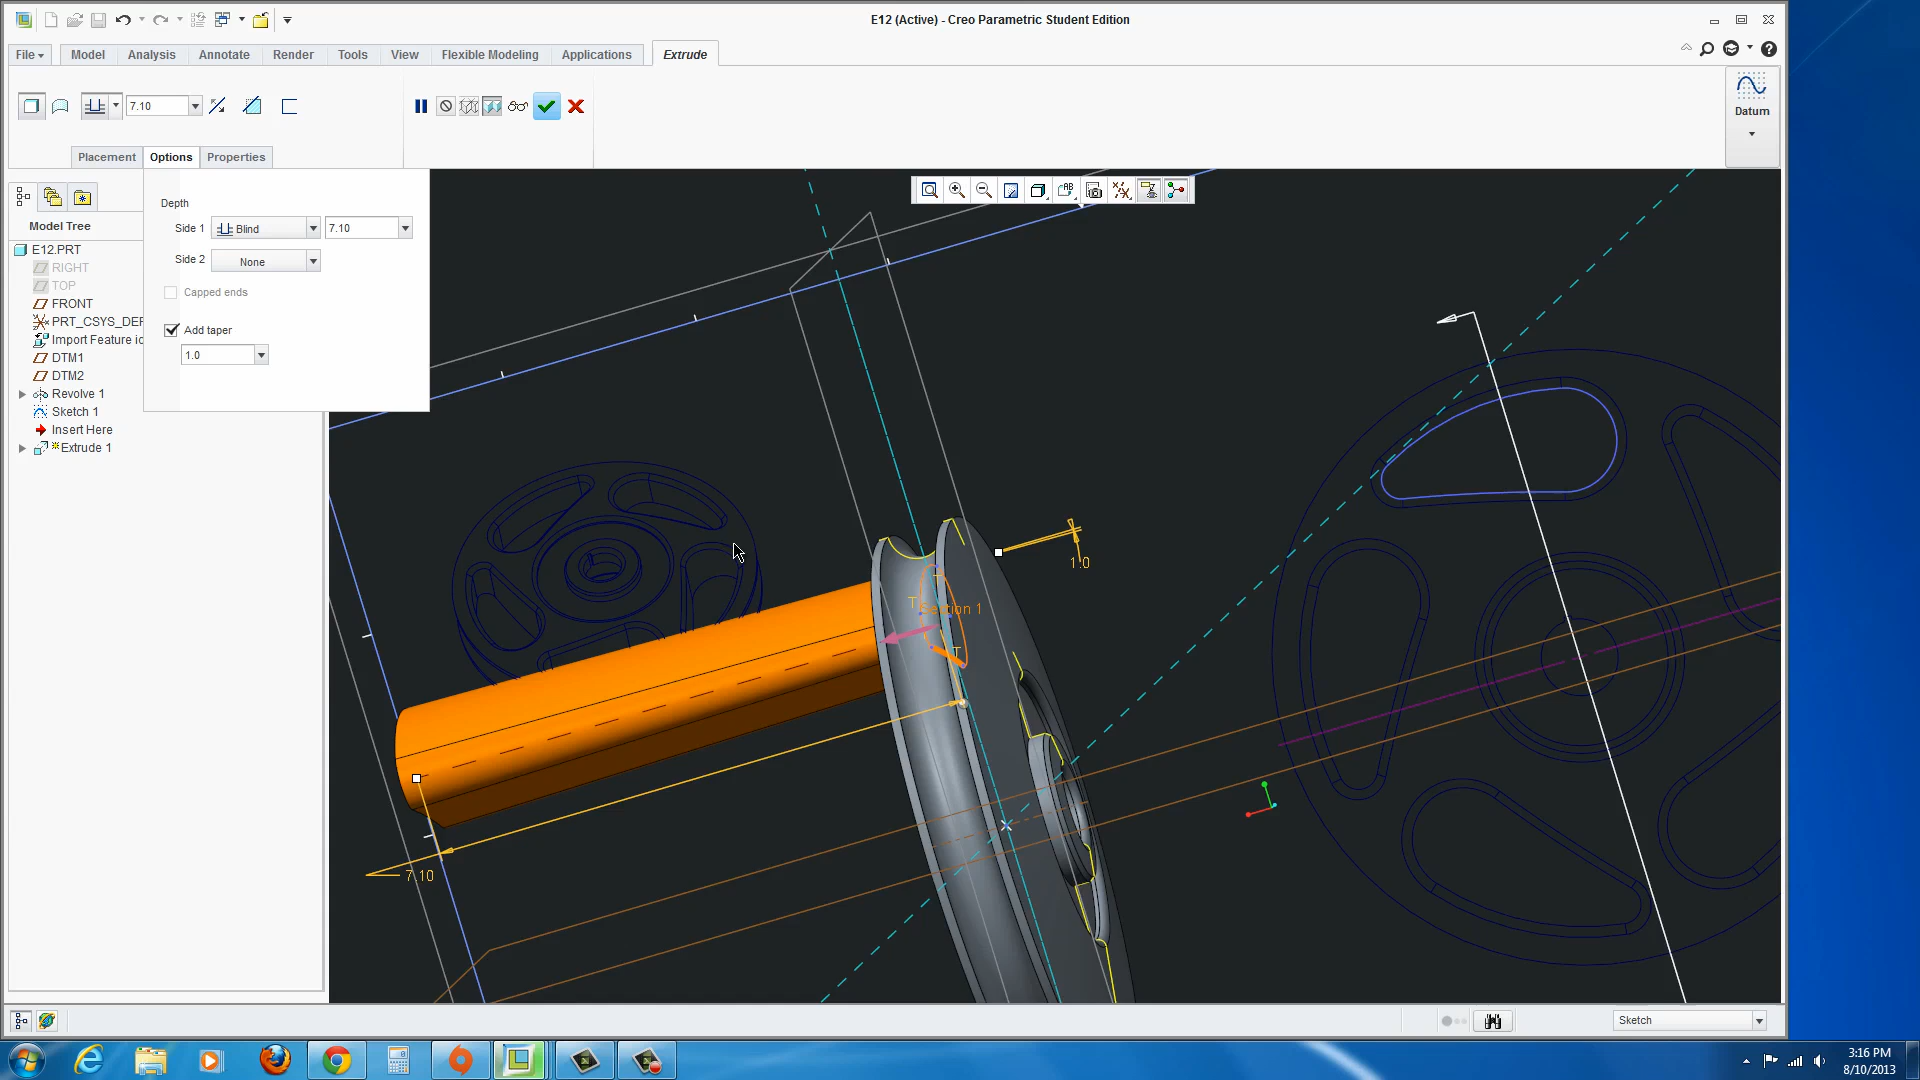 E12 (Active) - Creo Parametric Student Edition
File Model Analysis Annotate Render Tools View Flexible Modeling Applications Extrude
7.10
Datum
Placement Options Properties
Depth
Side 1 Blind 7.10
Side 2 None
Capped ends
Add taper
1.0
Model Tree
E12.PRT
RIGHT
TOP
FRONT
PRT_CSYS_DEF
Import Feature id
DTM1
DTM2
Revolve 1
Sketch 1
Insert Here
Extrude 1
1.0
T
T
Section 1
T
7.10
Sketch
3:16 PM
8/10/2013